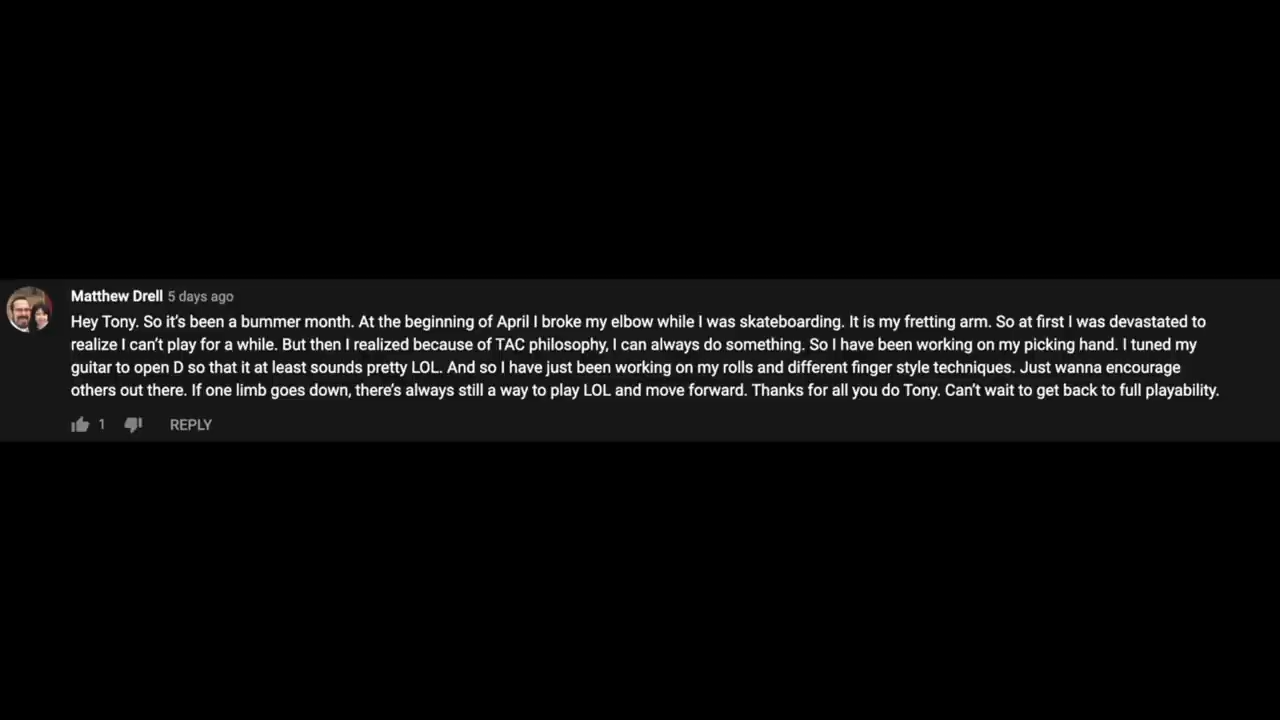 Matthew Drell 5 days ago
Hey Tony. So it's been a bummer month. At the beginning of April I broke my elbow while I was skateboarding. It is my fretting arm. So at first I was devastated to
realize I can't play for a while. But then I realized because of TAC philosophy, I can always do something. So I have been working on my picking hand. I tuned my
guitar to open D so that it at least sounds pretty LOL. And so I have just been working on my rolls and different finger style techniques. Just wanna encourage
others out there. If one limb goes down, there's always still a way to play LOL and move forward. Thanks for all you do Tony. Can't wait to get back to full playability.
1 REPLY